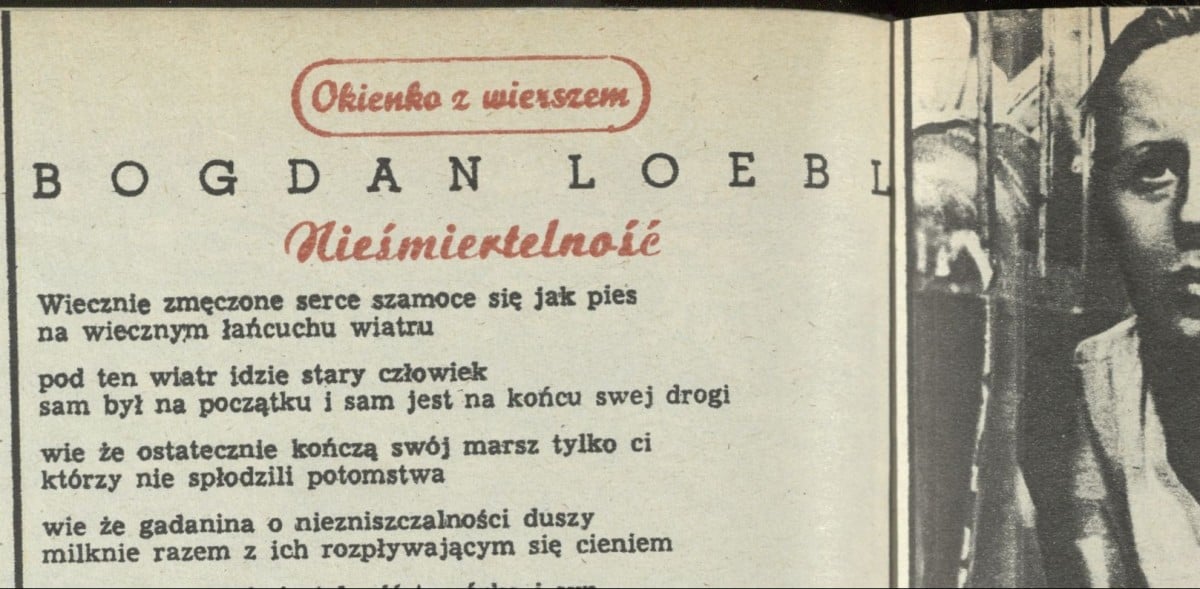 Okienko z wierszem
BOGDAN LOEBL
Nieśmiertelność
Wiecznie zmęczone serce szamoce się jak pies
na wiecznym łańcuchu wiatru
pod ten wiatr idzie stary człowiek
sam był na początku i sam jest na końcu swej drogi
wie że ostatecznie kończą swój marsz tylko ci
którzy nie spłodzili potomstwa
wie że gadanina o niezniszczalności duszy
milknie razem z ich rozpływającym się cieniem